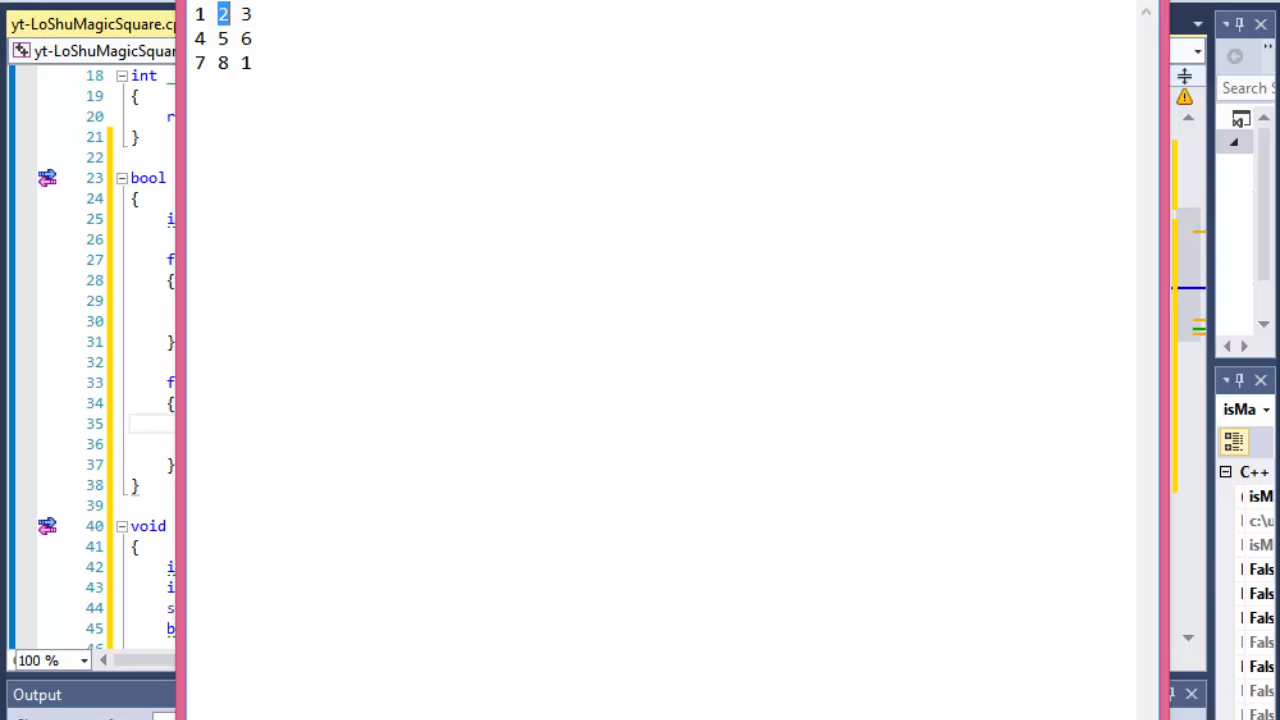 1 2 3
4 5 6
7 8 1
yt-LoShuMagicSquare.cp
yt-LoShuMagicSquar
18 int _
19 {
20 r
21 }
22
23 bool
24 {
25 i
26
27 f
28 {
29
30
31 }
32
33 f
34 {
35
36
37 }
38 }
39
40 void
41 {
42 i
43 i
44 s
45 b
100 %
Output
Search S
isMa
C++
isM
c:\u
isM
Fals
Fals
Fals
Fals
Fals
Fals
Fals